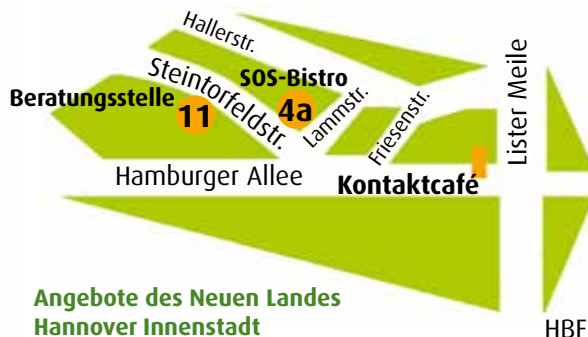 Hallerstr.
SOS-Bistro
4a
Steintorfeldstr.
Beratungsstelle
11
Lammstr.
Friesenstr.
Lister Meile
Hamburger Allee
Kontaktcafé
Angebote des Neuen Landes
Hannover Innenstadt
HBF